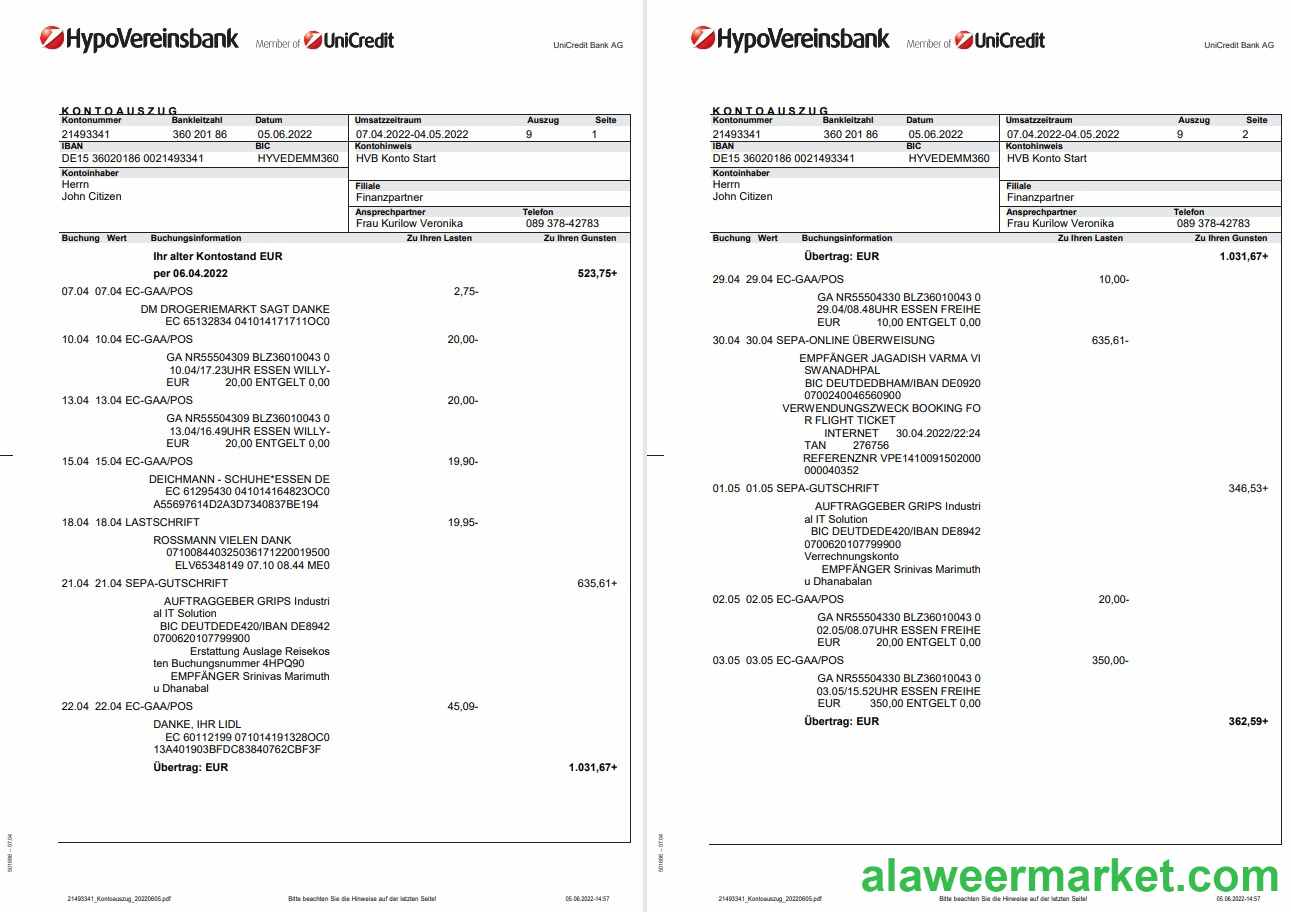 HypoVereinsbank Member of UniCredit
UniCredit Bank AG
KONTOAUSZUG
Kontonummer Bankleitzahl Datum Umsatzzeitraum Auszug Seite
21493341 360 201 86 05.06.2022 07.04.2022-04.05.2022 9 1
IBAN BIC Kontohinweis
DE15 36020186 0021493341 HYVEDEMM360 HVB Konto Start
Kontoinhaber
Herrn
John Citizen
Filiale
Finanzpartner
Ansprechpartner Telefon
Frau Kurilow Veronika 089 378-42783
Buchung Wert Buchungsinformation Zu Ihren Lasten Zu Ihren Gunsten
Ihr alter Kontostand EUR
per 06.04.2022 523,75+
07.04 07.04 EC-GAA/POS 2,75-
DM DROGERIEMARKT SAGT DANKE
EC 65132834 041014171711OC0
10.04 10.04 EC-GAA/POS 20,00-
GA NR55504309 BLZ36010043 0
10.04/17.23UHR ESSEN WILLY-
EUR 20,00 ENTGELT 0,00
13.04 13.04 EC-GAA/POS 20,00-
GA NR55504309 BLZ36010043 0
13.04/16.49UHR ESSEN WILLY-
EUR 20,00 ENTGELT 0,00
15.04 15.04 EC-GAA/POS 19,90-
DEICHMANN - SCHUHE*ESSEN DE
EC 61295430 041014164823OC0
A55697614D2A3D7340837BE194
18.04 18.04 LASTSCHRIFT 19,95-
ROSSMANN VIELEN DANK
071008440325036171220019500
ELV65348149 07.10 08.44 ME0
21.04 21.04 SEPA-GUTSCHRIFT 635,61+
AUFTRAGGEBER GRIPS Industri
al IT Solution
BIC DEUTDEDE420/IBAN DE8942
0700620107799900
Erstattung Auslage Reisekos
ten Buchungsnummer 4HPQ90
EMPFÄNGER Srinivas Marimuth
u Dhanabal
22.04 22.04 EC-GAA/POS 45,09-
DANKE, IHR LIDL
EC 60112199 071014191328OC0
13A401903BFDC83840762CBF3F
Übertrag: EUR 1.031,67+
501698E – 07.04
21493341_Kontoauszug_20220605.pdf Bitte beachten Sie die Hinweise auf der letzten Seite! 05.06.2022-14:57
HypoVereinsbank Member of UniCredit
UniCredit Bank AG
KONTOAUSZUG
Kontonummer Bankleitzahl Datum Umsatzzeitraum Auszug Seite
21493341 360 201 86 05.06.2022 07.04.2022-04.05.2022 9 2
IBAN BIC Kontohinweis
DE15 36020186 0021493341 HYVEDEMM360 HVB Konto Start
Kontoinhaber
Herrn
John Citizen
Filiale
Finanzpartner
Ansprechpartner Telefon
Frau Kurilow Veronika 089 378-42783
Buchung Wert Buchungsinformation Zu Ihren Lasten Zu Ihren Gunsten
Übertrag: EUR 1.031,67+
29.04 29.04 EC-GAA/POS 10,00-
GA NR55504330 BLZ36010043 0
29.04/08.48UHR ESSEN FREIHE
EUR 10,00 ENTGELT 0,00
30.04 30.04 SEPA-ONLINE ÜBERWEISUNG 635,61-
EMPFÄNGER JAGADISH VARMA VI
SWANADHPAL
BIC DEUTDEDBHAM/IBAN DE0920
0700240046560900
VERWENDUNGSZWECK BOOKING FO
R FLIGHT TICKET
INTERNET 30.04.2022/22:24
TAN 276756
REFERENZNR VPE1410091502000
000040352
01.05 01.05 SEPA-GUTSCHRIFT 346,53+
AUFTRAGGEBER GRIPS Industri
al IT Solution
BIC DEUTDEDE420/IBAN DE8942
0700620107799900
Verrechnungskonto
EMPFÄNGER Srinivas Marimuth
u Dhanabalan
02.05 02.05 EC-GAA/POS 20,00-
GA NR55504330 BLZ36010043 0
02.05/08.07UHR ESSEN FREIHE
EUR 20,00 ENTGELT 0,00
03.05 03.05 EC-GAA/POS 350,00-
GA NR55504330 BLZ36010043 0
03.05/15.52UHR ESSEN FREIHE
EUR 350,00 ENTGELT 0,00
Übertrag: EUR 362,59+
501698E – 07.04
alaweermarket.com
21493341_Kontoauszug_20220605.pdf Bitte beachten Sie die Hinweise auf der letzten Seite! 05.06.2022-14:57